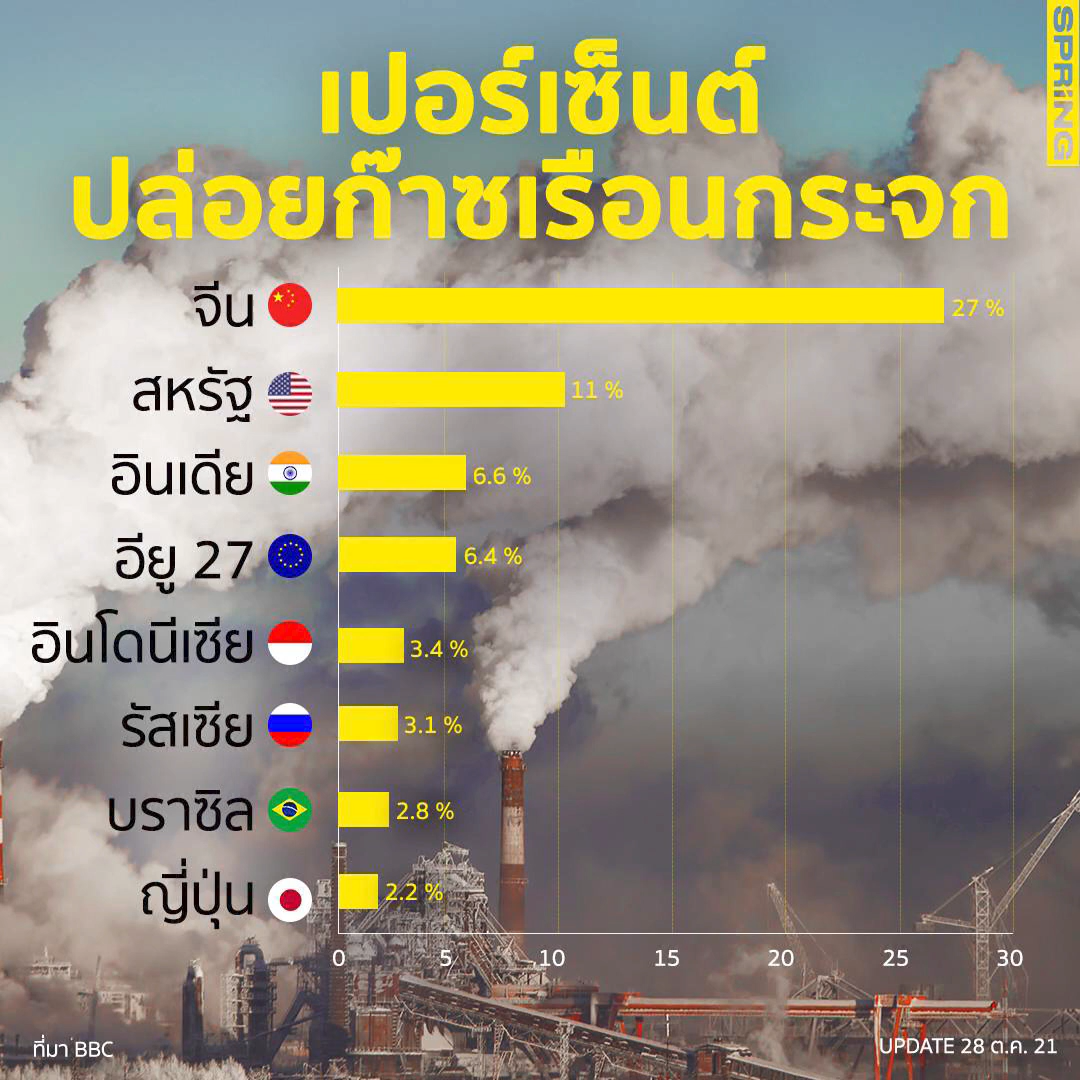 SPRiNG
เปอร์เซ็นต์
ปล่อยก๊าซเรือนกระจก
จีน 27 %
สหรัฐ 11 %
อินเดีย 6.6 %
อียู 27 6.4 %
อินโดนีเซีย 3.4 %
รัสเซีย 3.1 %
บราซิล 2.8 %
ญี่ปุ่น 2.2 %
0 5 10 15 20 25 30
ที่มา BBC
UPDATE 28 ต.ค. 21